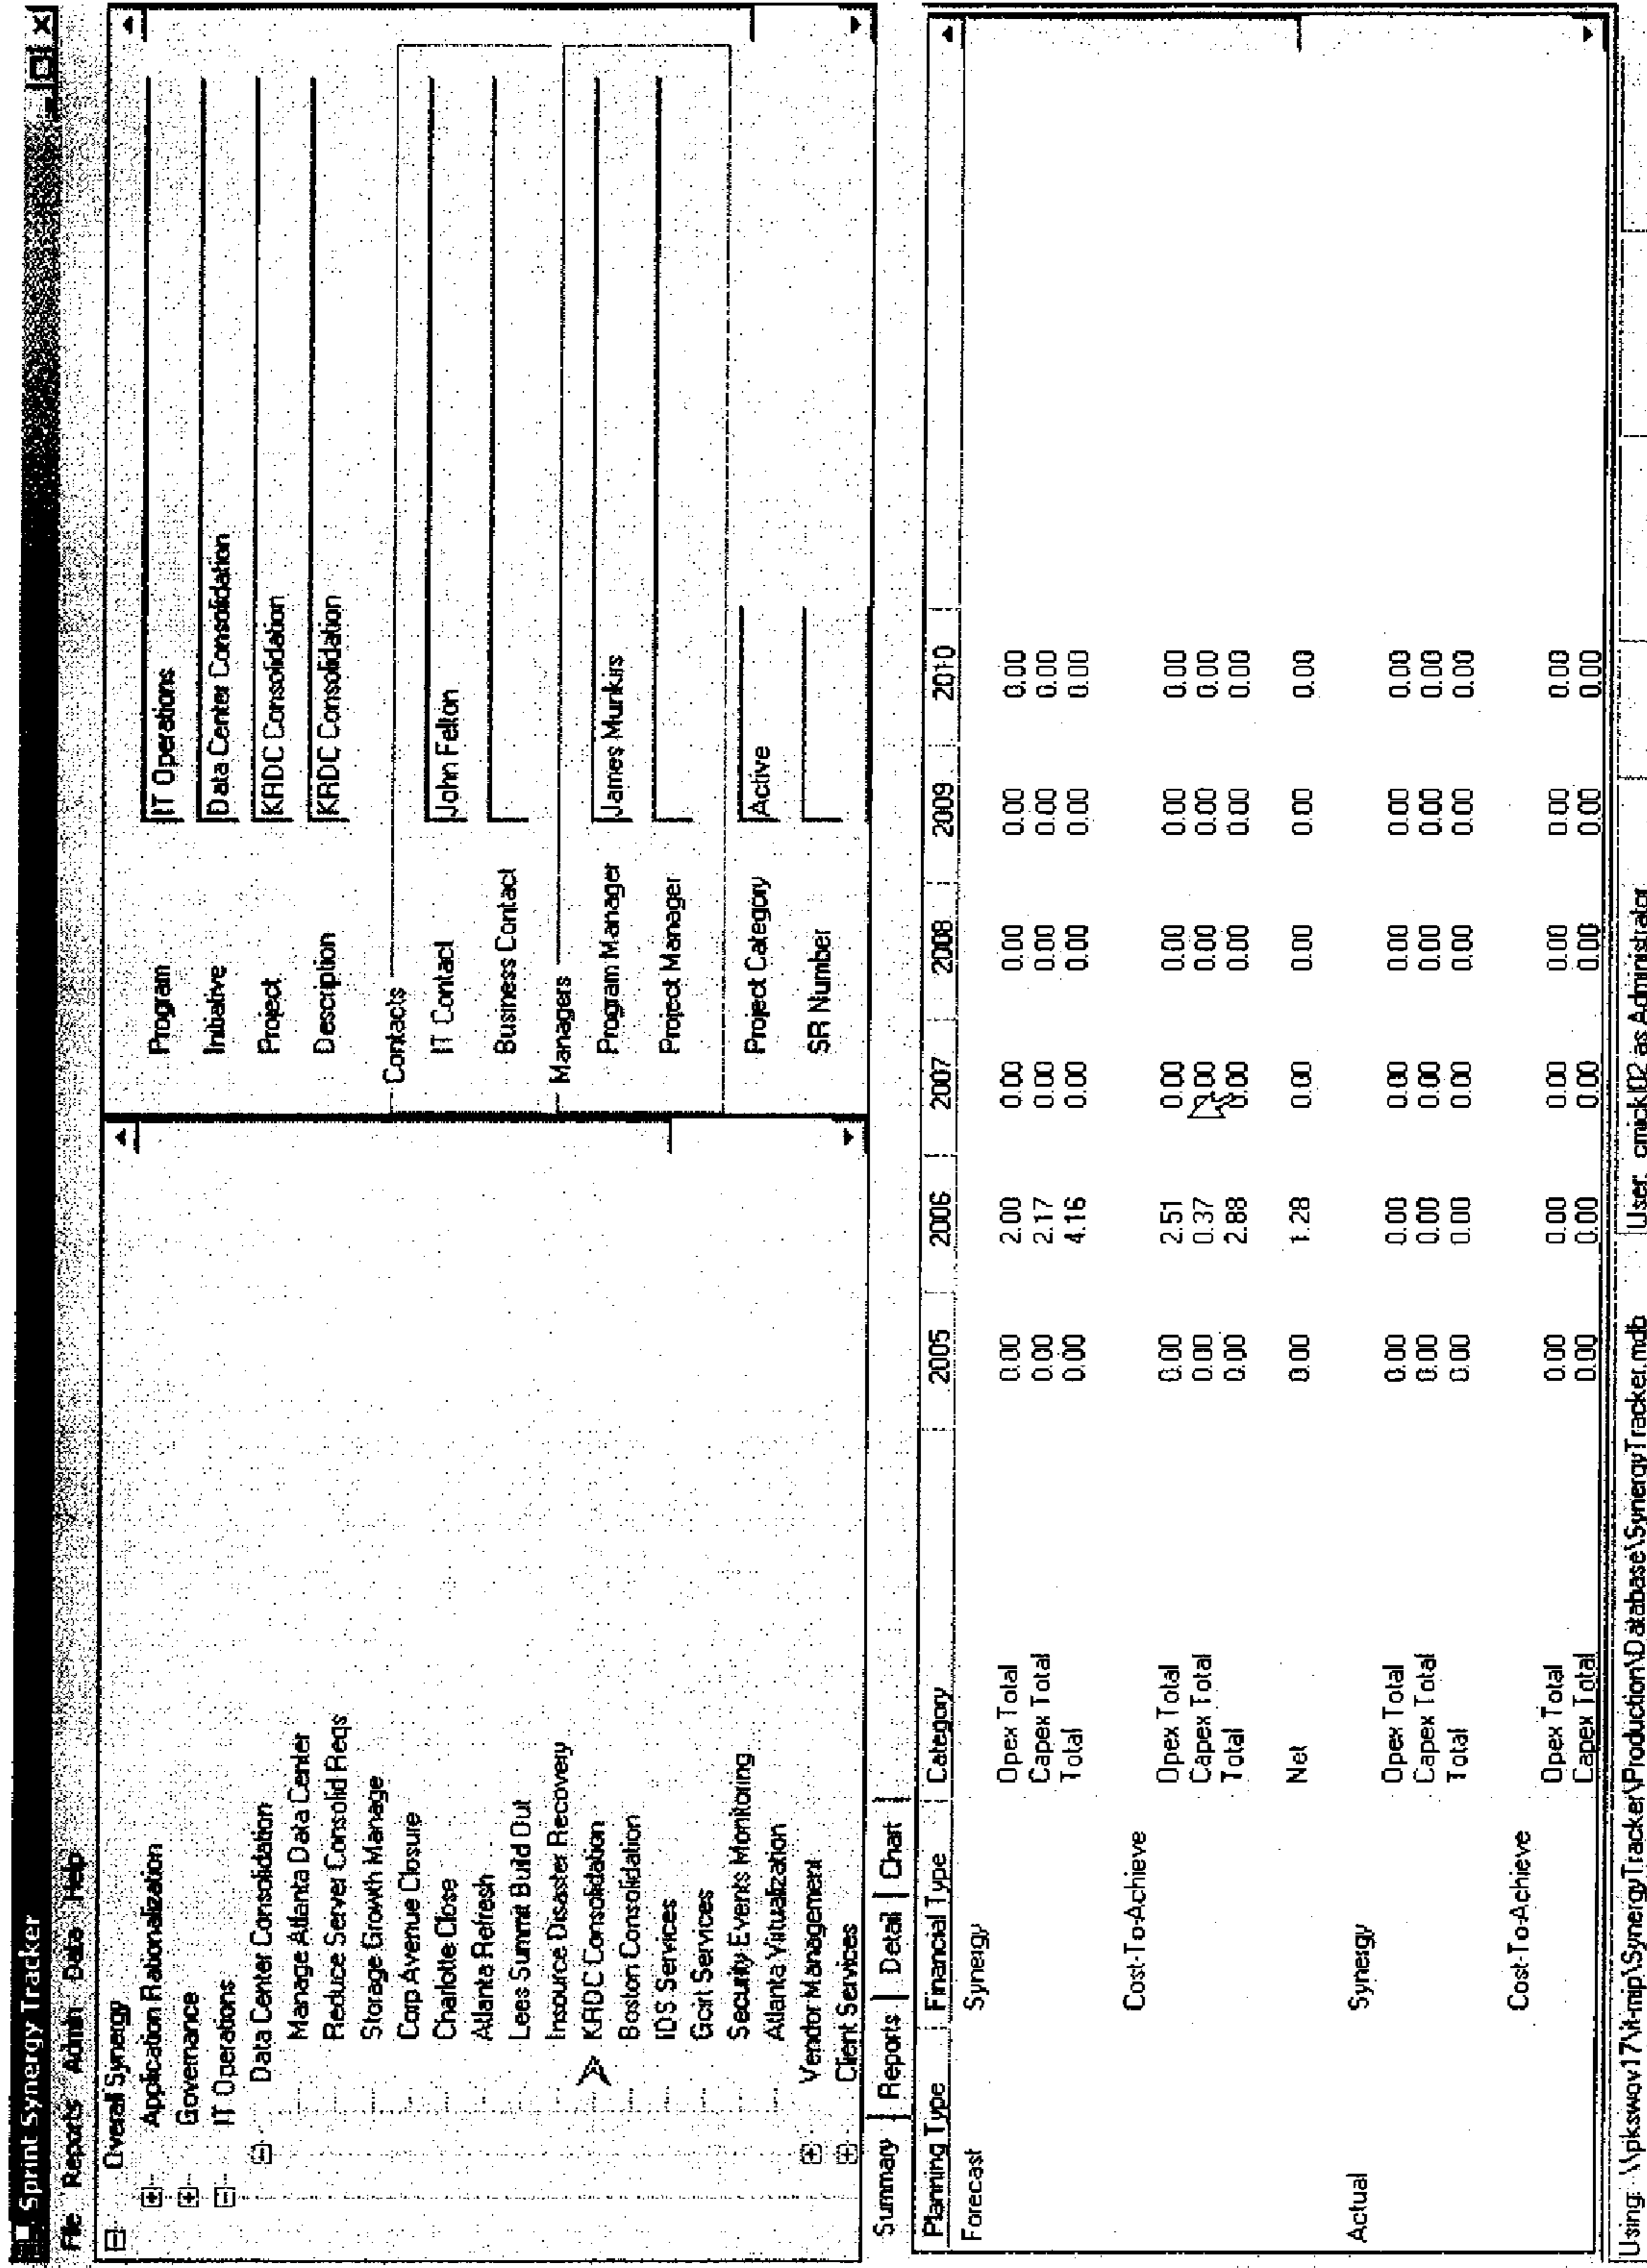 Sprint Synergy Tracker
File Reports Admin Data Help
Overall Synergy
Application Rationalization
Governance
IT Operations
Data Center Consolidation
Manage Atlanta Data Center
Reduce Server Consolid Reqs
Storage Growth Manage
Corp Avenue Closure
Charlotte Close
Atlanta Refresh
Lees Summit Build Out
Insource Disaster Recovery
KRDC Consolidation
Boston Consolidation
IDS Services
Gcirt Services
Security Events Monitoring
Atlanta Virtualization
Vendor Management
Client Services
Program IT Operations
Initiative Data Center Consolidation
Project KRDC Consolidation
Description KRDC Consolidation
Contacts
IT Contact John Felton
Business Contact
Managers
Program Manager James Munkirs
Project Manager
Project Category Active
SR Number
Summary Reports Detail Chart
Planning Type Financial Type Category 2005 2006 2007 2008 2009 2010
Forecast Synergy
Opex Total 0.00 2.00 0.00 0.00 0.00 0.00
Capex Total 0.00 2.17 0.00 0.00 0.00 0.00
Total 0.00 4.16 0.00 0.00 0.00 0.00
Cost-To-Achieve
Opex Total 0.00 2.51 0.00 0.00 0.00 0.00
Capex Total 0.00 0.37 0.00 0.00 0.00 0.00
Total 0.00 2.88 0.00 0.00 0.00 0.00
Net 0.00 1.28 0.00 0.00 0.00 0.00
Actual Synergy
Opex Total 0.00 0.00 0.00 0.00 0.00 0.00
Capex Total 0.00 0.00 0.00 0.00 0.00 0.00
Total 0.00 0.00 0.00 0.00 0.00 0.00
Cost-To-Achieve
Opex Total 0.00 0.00 0.00 0.00 0.00 0.00
Capex Total 0.00 0.00 0.00 0.00 0.00 0.00
Using: \\pkswqv17\it-mip\SynergyTracker\Production\Database\SynergyTracker.mdb User: cmickl02 as Administrator